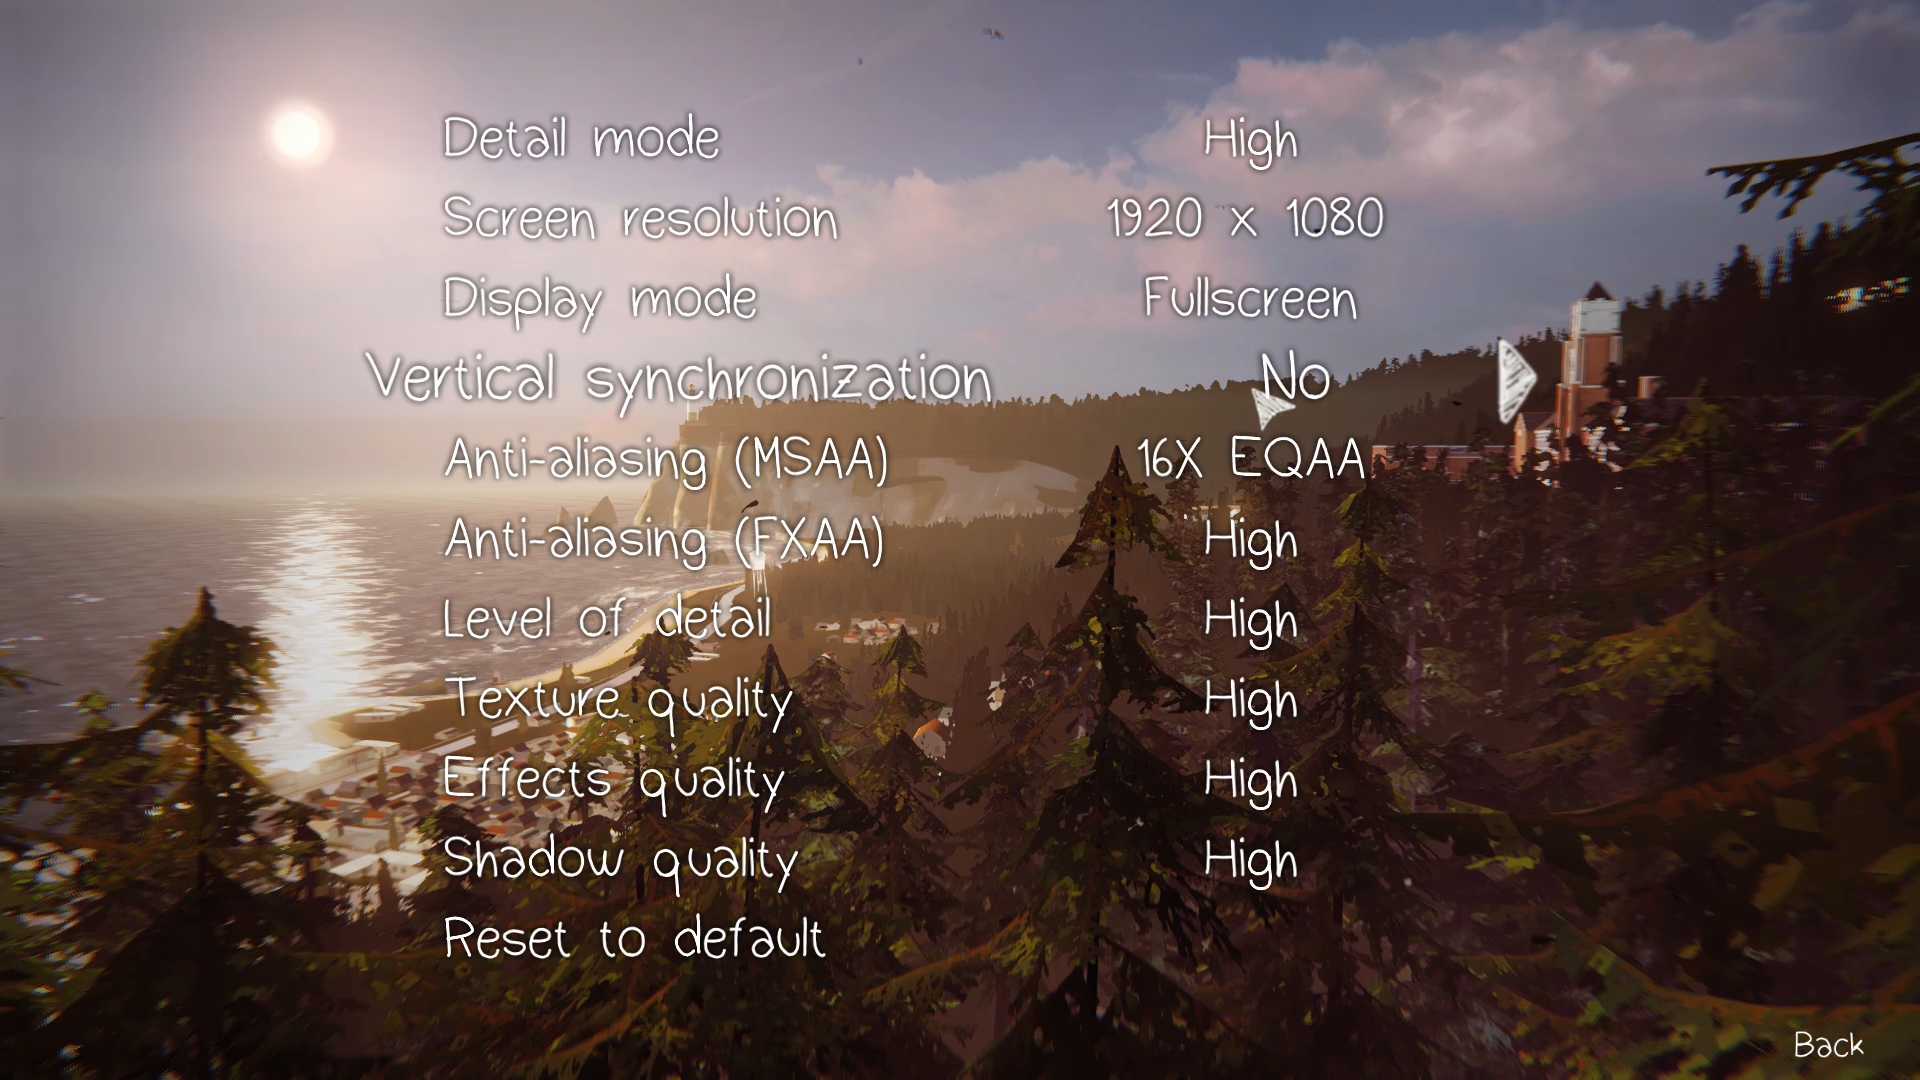 Detail mode High
Screen resolution 1920 x 1080
Display mode Fullscreen
Vertical synchronization No
Anti-aliasing (MSAA) 16X EQAA
Anti-aliasing (FXAA) High
Level of detail High
Texture quality High
Effects quality High
Shadow quality High
Reset to default
Back